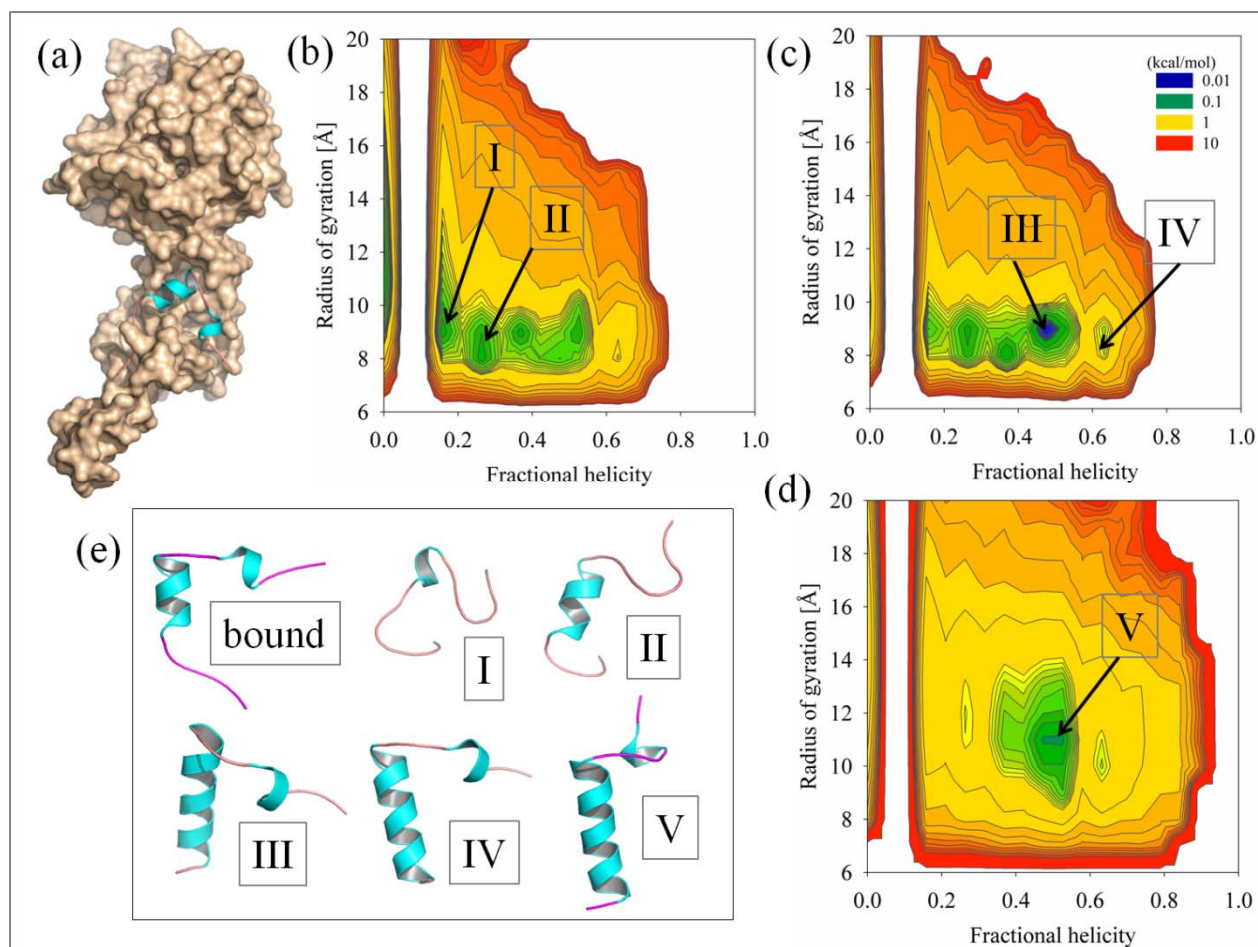 (a)
(b)
20
18
16
14
12
10
8
6
Radius of gyration [Å]
I
II
0.0 0.2 0.4 0.6 0.8 1.0
Fractional helicity
(c)
20
18
16
14
12
10
8
6
Radius of gyration [Å]
(kcal/mol)
0.01
0.1
1
10
III
IV
0.0 0.2 0.4 0.6 0.8 1.0
Fractional helicity
(d)
20
18
16
14
12
10
8
6
Radius of gyration [Å]
V
0.0 0.2 0.4 0.6 0.8 1.0
Fractional helicity
(e)
bound
I
II
III
IV
V